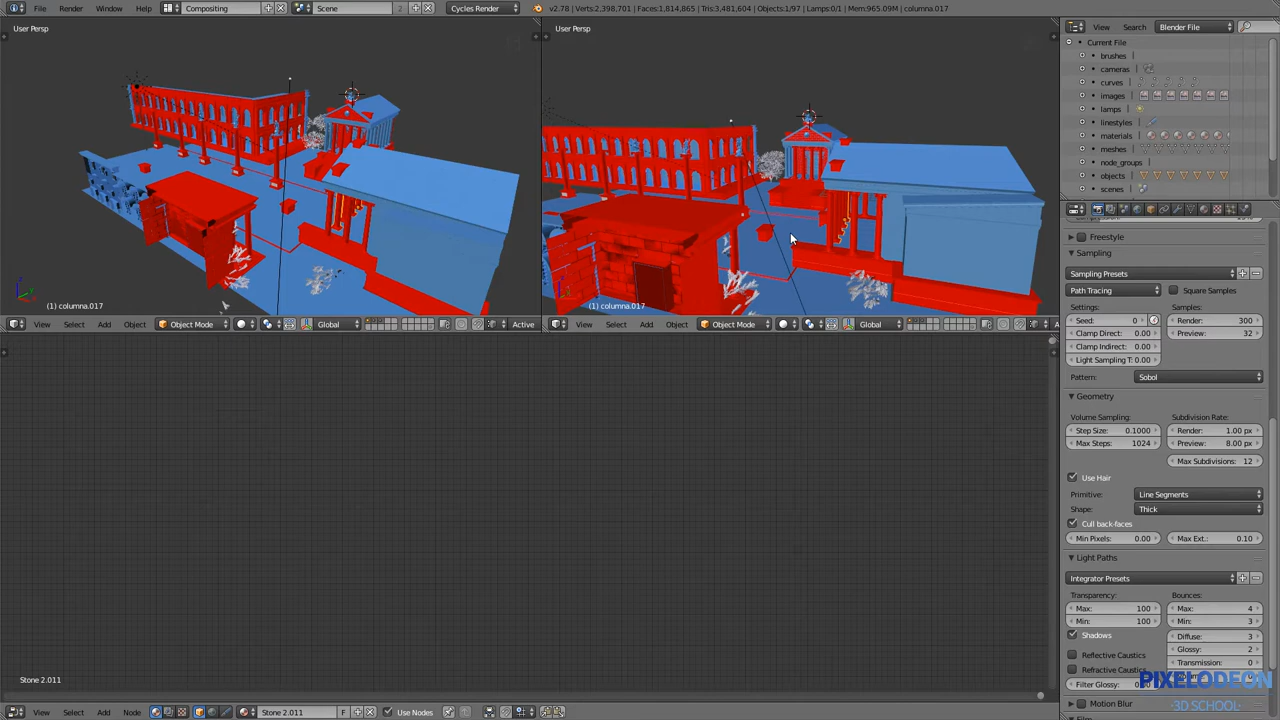 File Render Window Help Compositing Scene 2 Cycles Render v2.78 | Verts:2,398,701 | Faces:1,814,865 | Tris:3,481,604 | Objects:1/97 | Lamps:0/1 | Mem:965.09M | columna.017
User Persp
User Persp
(1) columna.017
(1) columna.017
View Select Add Object Object Mode Global Active
View Select Add Object Object Mode Global A
Stone 2.011
View Select Add Node Stone 2.011 F Use Nodes
View Search Blender File
Current File
brushes
cameras
curves
images
lamps
linestyles
materials
meshes
node_groups
objects
scenes
Freestyle
Sampling
Sampling Presets
Path Tracing Square Samples
Settings: Samples:
Seed: 0 Render: 300
Clamp Direct: 0.00 Preview: 32
Clamp Indirect: 0.00
Light Sampling T: 0.00
Pattern: Sobol
Geometry
Volume Sampling: Subdivision Rate:
Step Size: 0.1000 Render: 1.00 px
Max Steps: 1024 Preview: 8.00 px
Max Subdivisions: 12
Use Hair
Primitive: Line Segments
Shape: Thick
Cull back-faces
Min Pixels: 0.00 Max Ext.: 0.10
Light Paths
Integrator Presets
Transparency: Bounces:
Max: 100 Max: 4
Min: 100 Min: 3
Shadows Diffuse: 3
Reflective Caustics Glossy: 2
Refractive Caustics Transmission: 0
Filter Glossy:
PIXELODEON
3D SCHOOL
Motion Blur